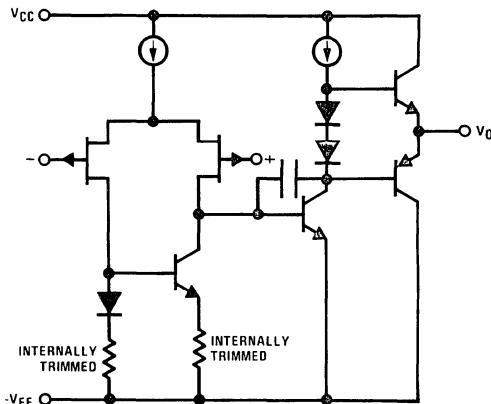 VCC
-
+
VO
INTERNALLY
TRIMMED
INTERNALLY
TRIMMED
-VEE